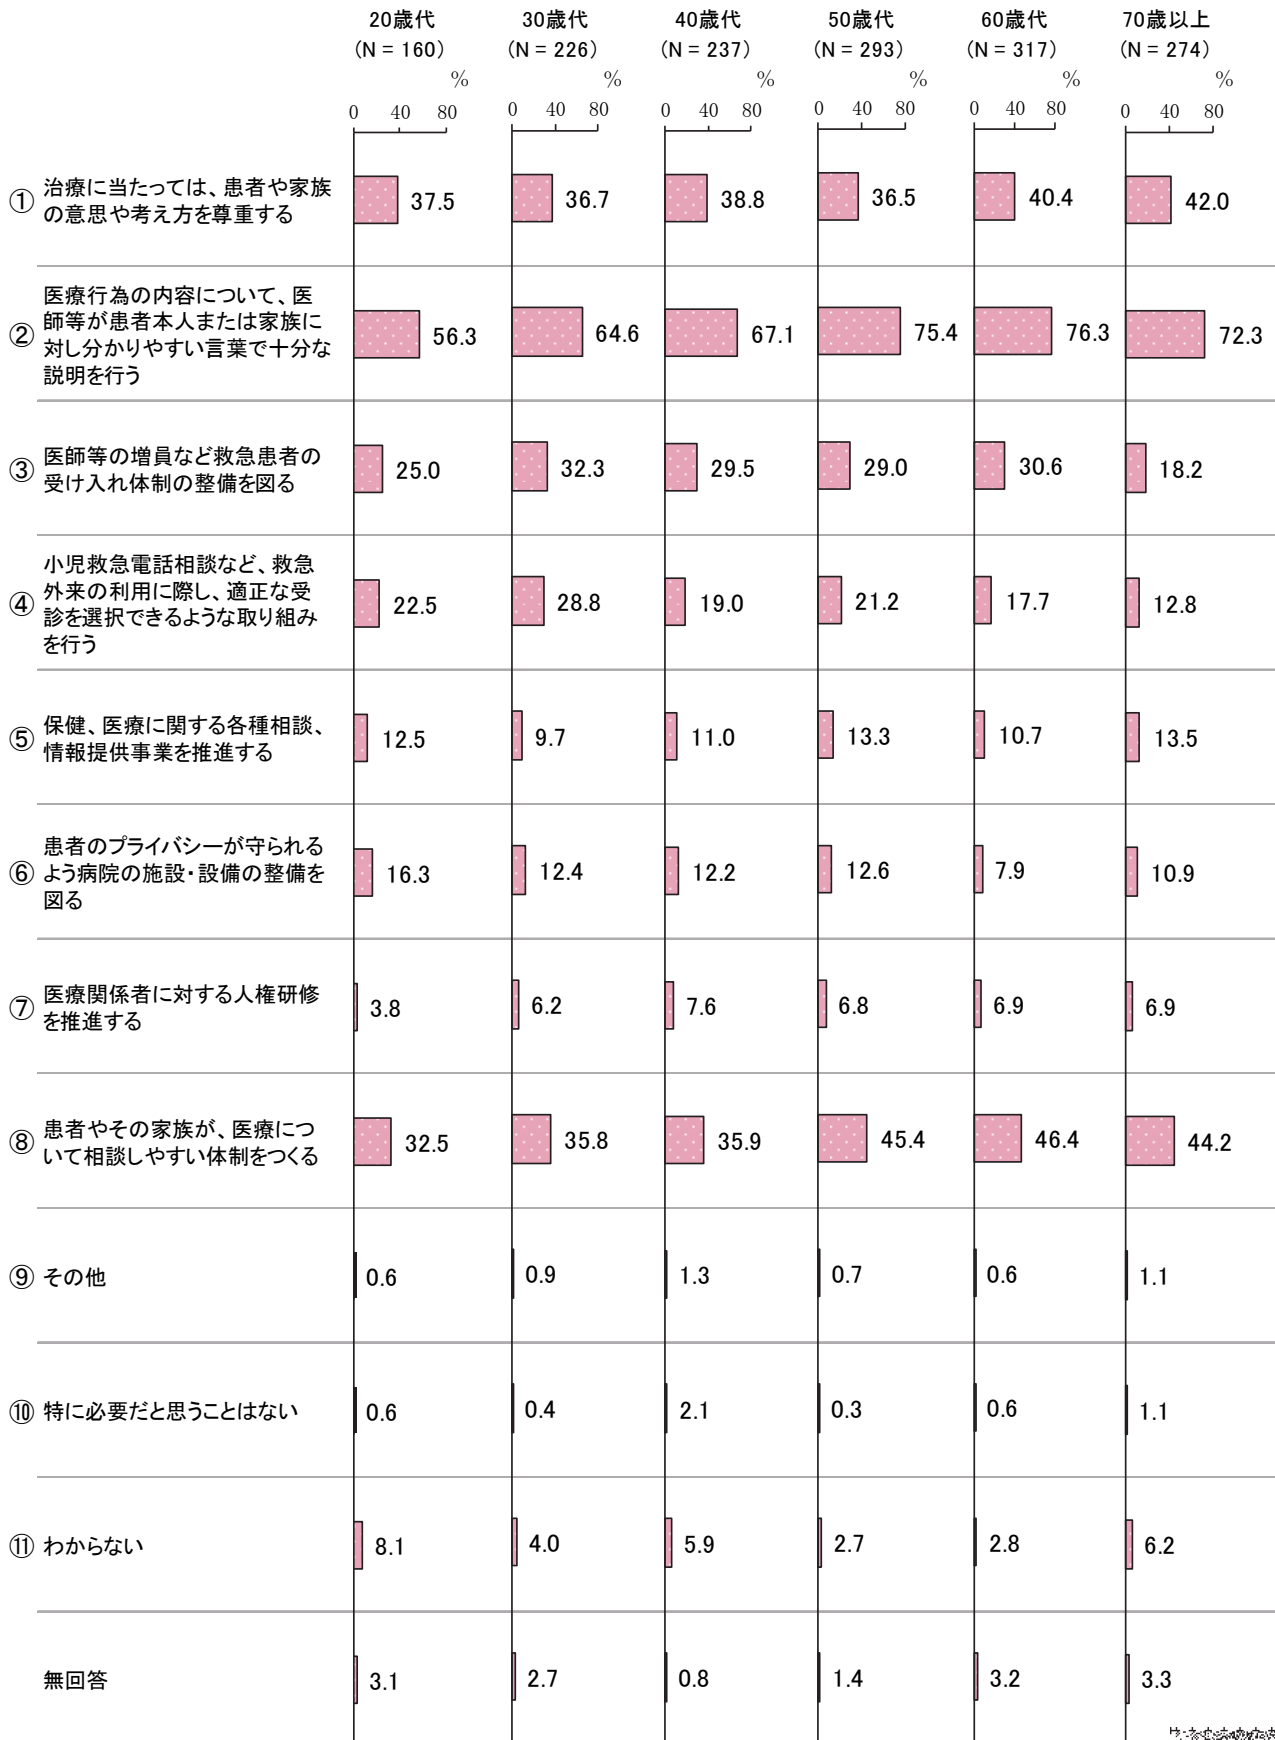 20歳代 30歳代 40歳代 50歳代 60歳代 70歳以上
(N = 160) (N = 226) (N = 237) (N = 293) (N = 317) (N = 274)
% % % % % %
0 40 80 0 40 80 0 40 80 0 40 80 0 40 80 0 40 80
① 治療に当たっては、患者や家族
の意思や考え方を尊重する
37.5 36.7 38.8 36.5 40.4 42.0
② 医療行為の内容について、医
師等が患者本人または家族に
対し分かりやすい言葉で十分な
説明を行う
56.3 64.6 67.1 75.4 76.3 72.3
③ 医師等の増員など救急患者の
受け入れ体制の整備を図る
25.0 32.3 29.5 29.0 30.6 18.2
④ 小児救急電話相談など、救急
外来の利用に際し、適正な受
診を選択できるような取り組み
を行う
22.5 28.8 19.0 21.2 17.7 12.8
⑤ 保健、医療に関する各種相談、
情報提供事業を推進する
12.5 9.7 11.0 13.3 10.7 13.5
⑥ 患者のプライバシーが守られる
よう病院の施設・設備の整備を
図る
16.3 12.4 12.2 12.6 7.9 10.9
⑦ 医療関係者に対する人権研修
を推進する
3.8 6.2 7.6 6.8 6.9 6.9
⑧ 患者やその家族が、医療につ
いて相談しやすい体制をつくる
32.5 35.8 35.9 45.4 46.4 44.2
⑨ その他 0.6 0.9 1.3 0.7 0.6 1.1
⑩ 特に必要だと思うことはない 0.6 0.4 2.1 0.3 0.6 1.1
⑪ わからない 8.1 4.0 5.9 2.7 2.8 6.2
無回答 3.1 2.7 0.8 1.4 3.2 3.3